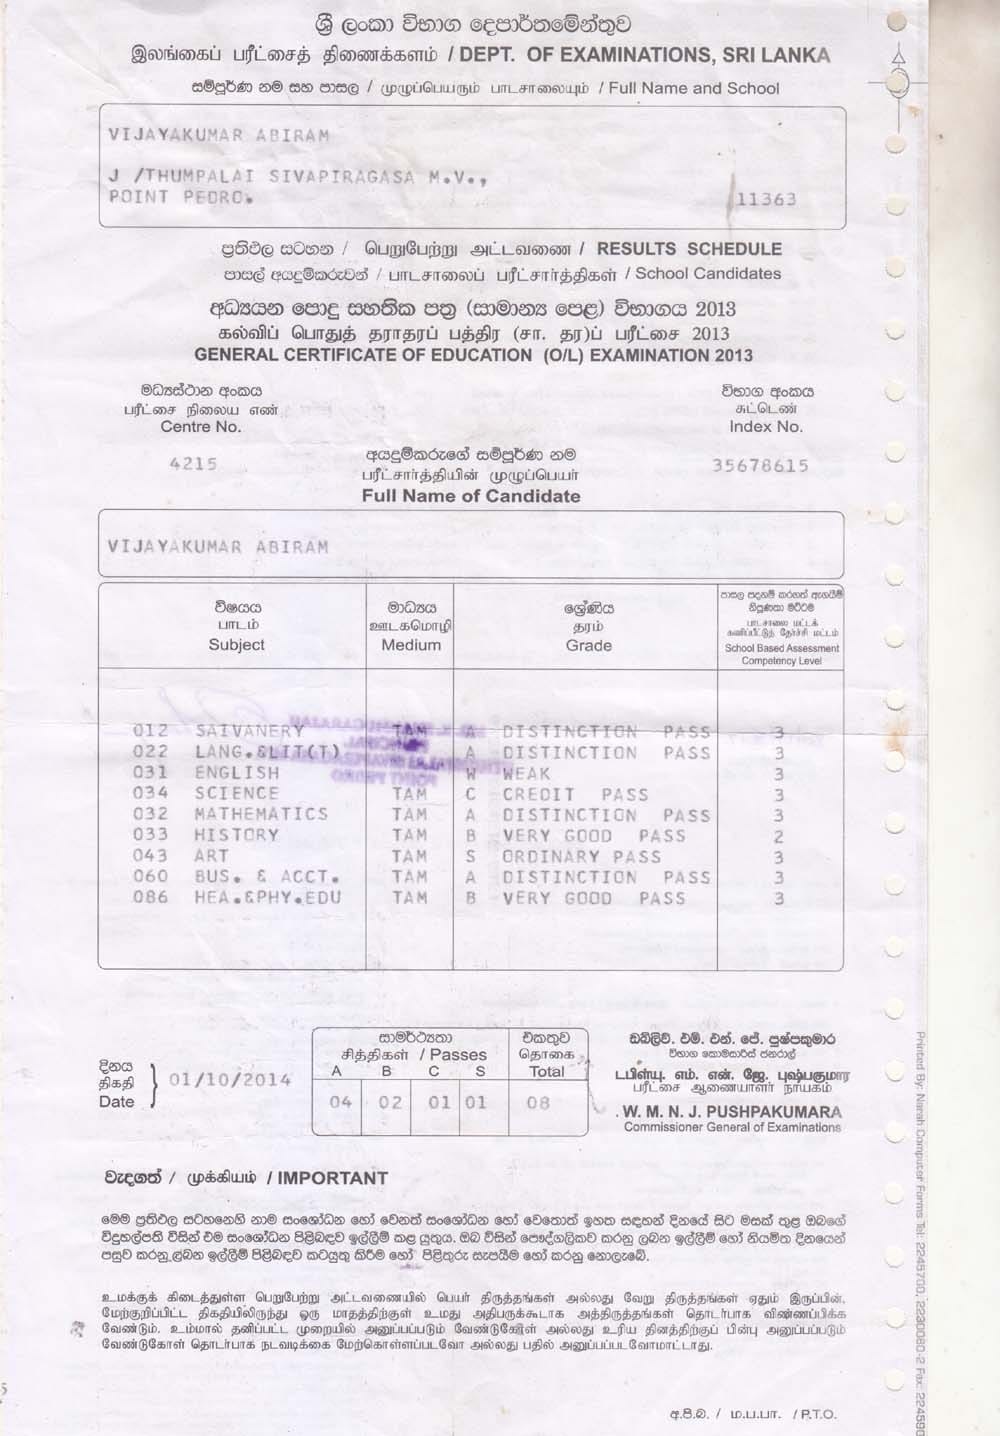 ශ්‍රී ලංකා විභාග දෙපාර්තමේන්තුව
இலங்கைப் பரீட்சைத் திணைக்களம் / DEPT. OF EXAMINATIONS, SRI LANKA
සම්පූර්ණ නම සහ පාසල / முழுப்பெயரும் பாடசாலையும் / Full Name and School
VIJAYAKUMAR ABIRAM
J /THUMPALAI SIVAPIRAGASA M.V.,
POINT PEDRO. 11363
ප්‍රතිඵල සටහන / பெறுபேற்று அட்டவணை / RESULTS SCHEDULE
පාසල් අයදුම්කරුවන් / பாடசாலைப் பரீட்சார்த்திகள் / School Candidates
අධ්‍යයන පොදු සහතික පත්‍ර (සාමාන්‍ය පෙළ) විභාගය 2013
கல்விப் பொதுத் தராதரப் பத்திர (சா. தர)ப் பரீட்சை 2013
GENERAL CERTIFICATE OF EDUCATION (O/L) EXAMINATION 2013
මධ්‍යස්ථාන අංකය විභාග අංකය
பரீட்சை நிலைய எண் சுட்டெண்
Centre No. Index No.
4215 අයදුම්කරුගේ සම්පූර්ණ නම 35678615
பரீட்சார்த்தியின் முழுப்பெயர்
Full Name of Candidate
VIJAYAKUMAR ABIRAM
විෂයය මාධ්‍යය ශ්‍රේණිය පාසල පදනම් කරගත් ඇගයීම්
නිපුණතා මට්ටම
பாடம் ஊடகமொழி தரம் பாடசாலை மட்டக்
கணிப்பீட்டுத் தேர்ச்சி மட்டம்
Subject Medium Grade School Based Assessment
Competency Level
012 SAIVANERY TAM A DISTINCTION PASS 3
022 LANG.&LIT(T) A DISTINCTION PASS 3
031 ENGLISH W WEAK 3
034 SCIENCE TAM C CREDIT PASS 3
032 MATHEMATICS TAM A DISTINCTION PASS 3
033 HISTORY TAM B VERY GOOD PASS 2
043 ART TAM S ORDINARY PASS 3
060 BUS. & ACCT. TAM A DISTINCTION PASS 3
086 HEA.&PHY.EDU TAM B VERY GOOD PASS 3
දිනය
திகதி
Date 01/10/2014
සාමර්ථ්‍යතා එකතුව
சித்திகள் / Passes தொகை
A B C S Total
04 02 01 01 08
ඩබ්ලිව්. එම්. එන්. ජේ. පුෂ්පකුමාර
විභාග කොමසාරිස් ජනරාල්
டபிள்யு. எம். என். ஜே. புஷ்பகுமார
பரீட்சை ஆணையாளர் நாயகம்
W. M. N. J. PUSHPAKUMARA
Commissioner General of Examinations
වැදගත් / முக்கியம் / IMPORTANT
මෙම ප්‍රතිඵල සටහනෙහි නාම සංශෝධන හෝ වෙනත් සංශෝධන හෝ වෙතොත් ඉහත සඳහන් දිනයේ සිට මසක් තුළ ඔබගේ
විදුහල්පති විසින් එම සංශෝධන පිළිබඳව ඉල්ලීම් කළ යුතුය. ඔබ විසින් පෞද්ගලිකව කරනු ලබන ඉල්ලීම් හෝ නියමිත දිනයෙන්
පසුව කරනු ලබන ඉල්ලීම් පිළිබඳව කටයුතු කිරීම හෝ පිළිතුරු සැපයීම හෝ කරනු නොලැබේ.
உமக்குக் கிடைத்துள்ள பெறுபேற்று அட்டவணையில் பெயர் திருத்தங்கள் அல்லது வேறு திருத்தங்கள் ஏதும் இருப்பின்,
மேற்குறிப்பிட்ட திகதியிலிருந்து ஒரு மாதத்திற்குள் உமது அதிபருக்கூடாக அத்திருத்தங்கள் தொடர்பாக விண்ணப்பிக்க
வேண்டும். உம்மால் தனிப்பட்ட முறையில் அனுப்பப்படும் வேண்டுகோள் அல்லது உரிய தினத்திற்குப் பின்பு அனுப்பப்படும்
வேண்டுகோள் தொடர்பாக நடவடிக்கை மேற்கொள்ளப்படவோ அல்லது பதில் அனுப்பப்படவோமாட்டாது.
අ.පි.බ. / ம.ப.பா. / P.T.O.
Printed By: Narah Computer Forms Tel: 2245700, 2230080-2 Fax: 224590